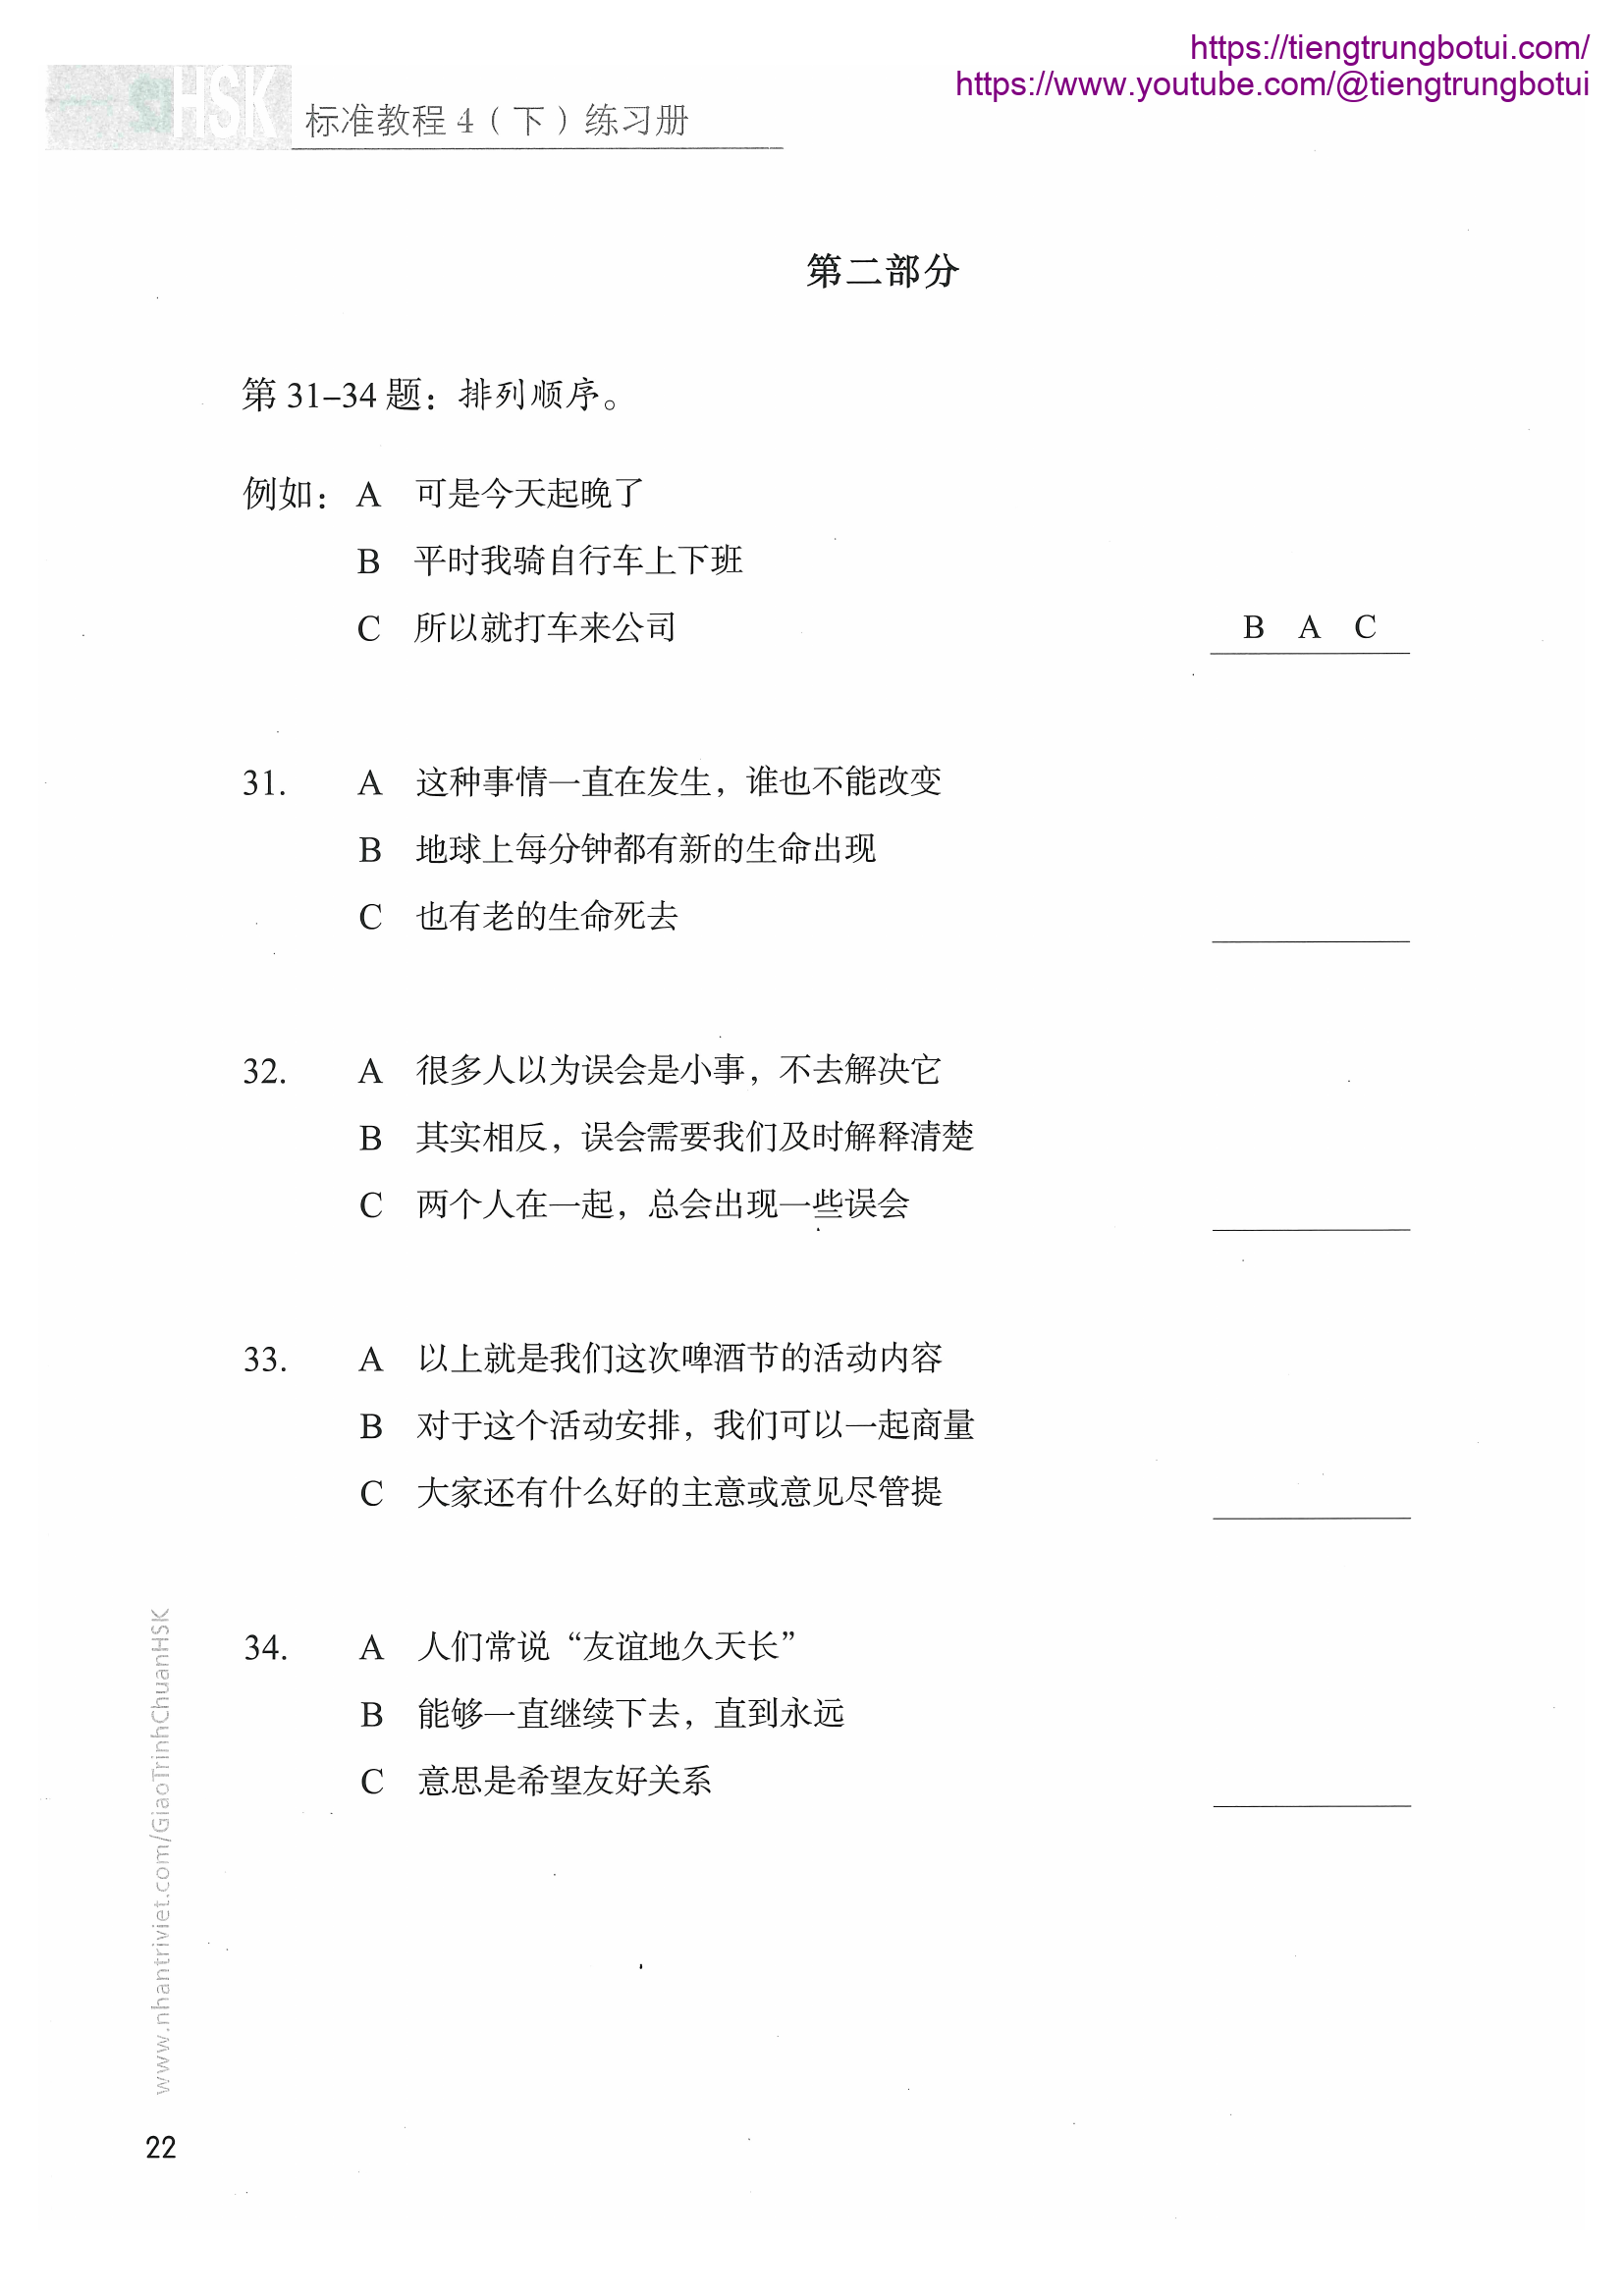 https://tiengtrungbotui.com/
https://www.youtube.com/@tiengtrungbotui
HSK 标准教程 4（下）练习册
第二部分
第 31–34 题：排列顺序。
例如： A 可是今天起晚了
B 平时我骑自行车上下班
C 所以就打车来公司 B A C
31. A 这种事情一直在发生，谁也不能改变
B 地球上每分钟都有新的生命出现
C 也有老的生命死去
32. A 很多人以为误会是小事，不去解决它
B 其实相反，误会需要我们及时解释清楚
C 两个人在一起，总会出现一些误会
33. A 以上就是我们这次啤酒节的活动内容
B 对于这个活动安排，我们可以一起商量
C 大家还有什么好的主意或意见尽管提
34. A 人们常说“友谊地久天长”
B 能够一直继续下去，直到永远
C 意思是希望友好关系
www.nhantriviet.com/GiaoTrinhChuanHSK
22